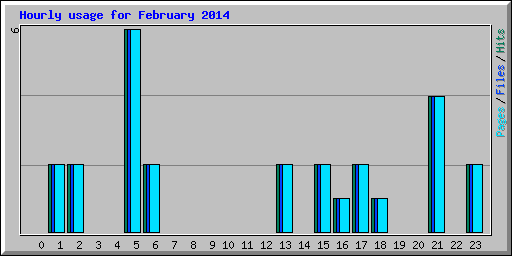 Hourly usage for February 2014
6
Pages/Files/Hits
0 1 2 3 4 5 6 7 8 9 10 11 12 13 14 15 16 17 18 19 20 21 22 23